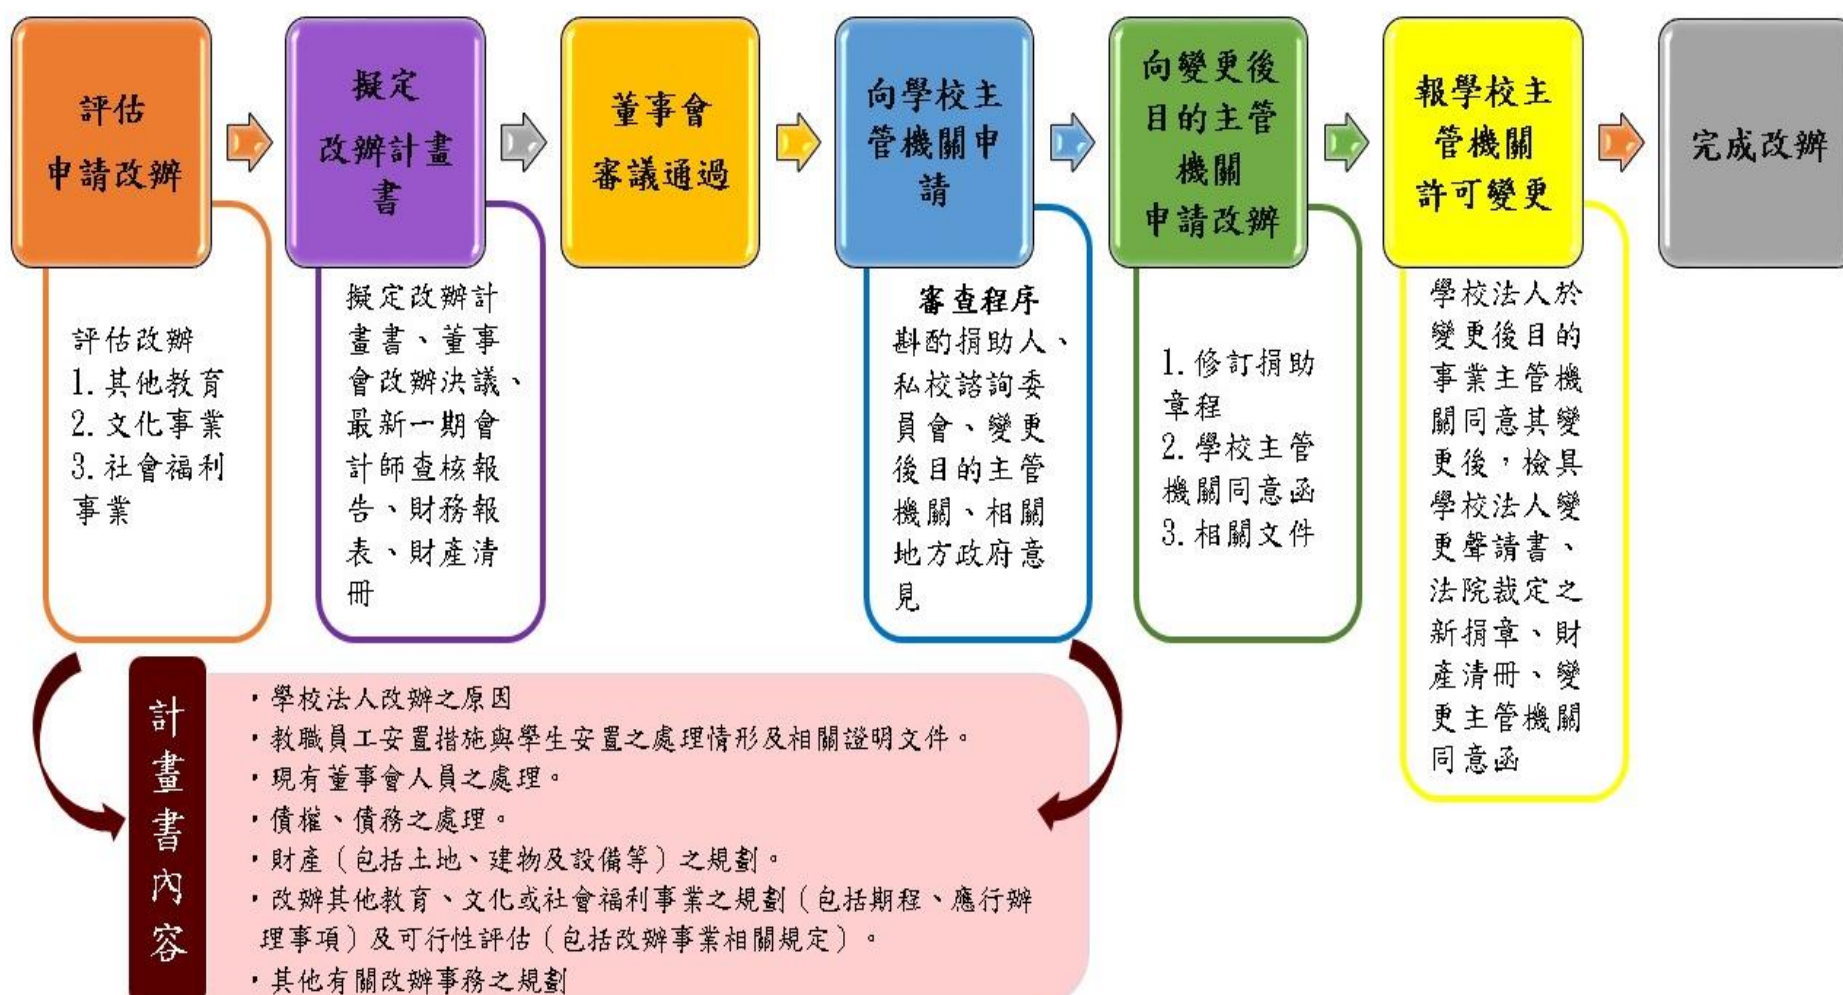 評估
申請改辦
擬定
改辦計畫
書
董事會
審議通過
向學校主
管機關申
請
向變更後
目的主管
機關
申請改辦
報學校主
管機關
許可變更
完成改辦
評估改辦
1.其他教育
2.文化事業
3.社會福利
事業
擬定改辦計
畫書、董事
會改辦決議、
最新一期會
計師查核報
告、財務報
表、財產清
冊
審查程序
斟酌捐助人、
私校諮詢委
員會、變更
後目的主管
機關、相關
地方政府意
見
1.修訂捐助
章程
2.學校主管
機關同意函
3.相關文件
學校法人於
變更後目的
事業主管機
關同意其變
更後，檢具
學校法人變
更聲請書、
法院裁定之
新捐章、財
產清冊、變
更主管機關
同意函
計畫書內容
・學校法人改辦之原因
・教職員工安置措施與學生安置之處理情形及相關證明文件。
・現有董事會人員之處理。
・債權、債務之處理。
・財產（包括土地、建物及設備等）之規劃。
・改辦其他教育、文化或社會福利事業之規劃（包括期程、應行辦
理事項）及可行性評估（包括改辦事業相關規定）。
・其他有關改辦事務之規劃